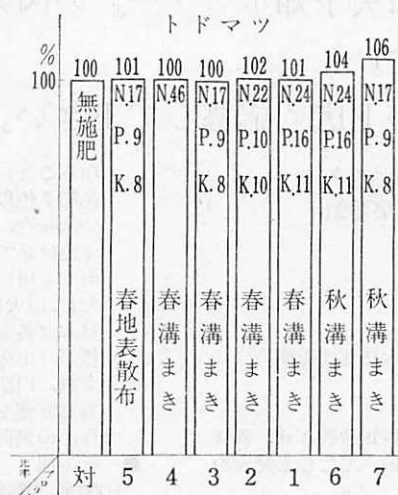 トドマツ
%
100
100 101 100 100 102 101 104 106
無施肥
N.17 P.9 K.8 春地表散布
N.46 春溝まき
N.17 P.9 K.8 春溝まき
N.22 P.10 K.10 春溝まき
N.24 P.16 K.11 春溝まき
N.24 P.16 K.11 秋溝まき
N.17 P.9 K.8 秋溝まき
対 5 4 3 2 1 6 7